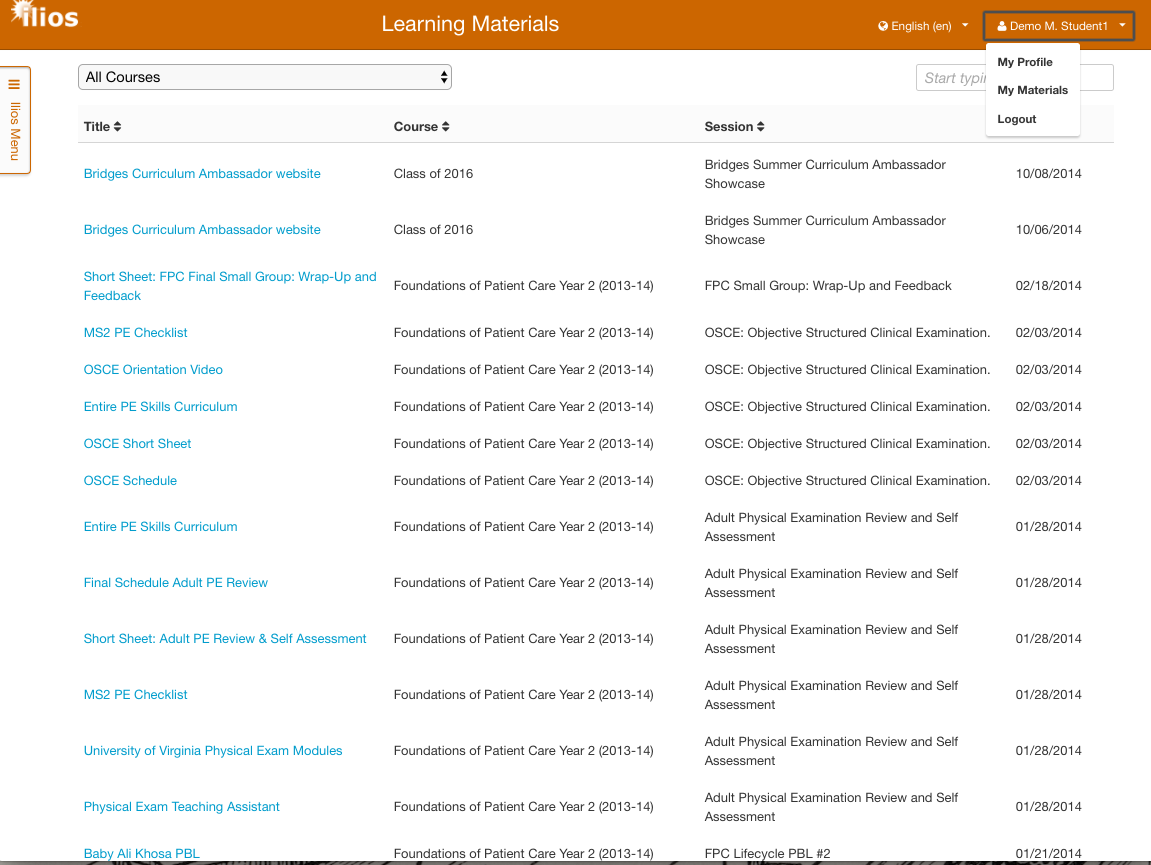 ilios
Learning Materials
English (en)
Demo M. Student1
My Profile
My Materials
Logout
All Courses
Start typi
Ilios Menu
Title Course Session
Bridges Curriculum Ambassador website Class of 2016 Bridges Summer Curriculum Ambassador 10/08/2014
Showcase
Bridges Curriculum Ambassador website Class of 2016 Bridges Summer Curriculum Ambassador 10/06/2014
Showcase
Short Sheet: FPC Final Small Group: Wrap-Up and
Feedback Foundations of Patient Care Year 2 (2013-14) FPC Small Group: Wrap-Up and Feedback 02/18/2014
MS2 PE Checklist Foundations of Patient Care Year 2 (2013-14) OSCE: Objective Structured Clinical Examination. 02/03/2014
OSCE Orientation Video Foundations of Patient Care Year 2 (2013-14) OSCE: Objective Structured Clinical Examination. 02/03/2014
Entire PE Skills Curriculum Foundations of Patient Care Year 2 (2013-14) OSCE: Objective Structured Clinical Examination. 02/03/2014
OSCE Short Sheet Foundations of Patient Care Year 2 (2013-14) OSCE: Objective Structured Clinical Examination. 02/03/2014
OSCE Schedule Foundations of Patient Care Year 2 (2013-14) OSCE: Objective Structured Clinical Examination. 02/03/2014
Entire PE Skills Curriculum Foundations of Patient Care Year 2 (2013-14) Adult Physical Examination Review and Self 01/28/2014
Assessment
Final Schedule Adult PE Review Foundations of Patient Care Year 2 (2013-14) Adult Physical Examination Review and Self 01/28/2014
Assessment
Short Sheet: Adult PE Review & Self Assessment Foundations of Patient Care Year 2 (2013-14) Adult Physical Examination Review and Self 01/28/2014
Assessment
MS2 PE Checklist Foundations of Patient Care Year 2 (2013-14) Adult Physical Examination Review and Self 01/28/2014
Assessment
University of Virginia Physical Exam Modules Foundations of Patient Care Year 2 (2013-14) Adult Physical Examination Review and Self 01/28/2014
Assessment
Physical Exam Teaching Assistant Foundations of Patient Care Year 2 (2013-14) Adult Physical Examination Review and Self 01/28/2014
Assessment
Baby Ali Khosa PBL Foundations of Patient Care Year 2 (2013-14) FPC Lifecycle PBL #2 01/21/2014